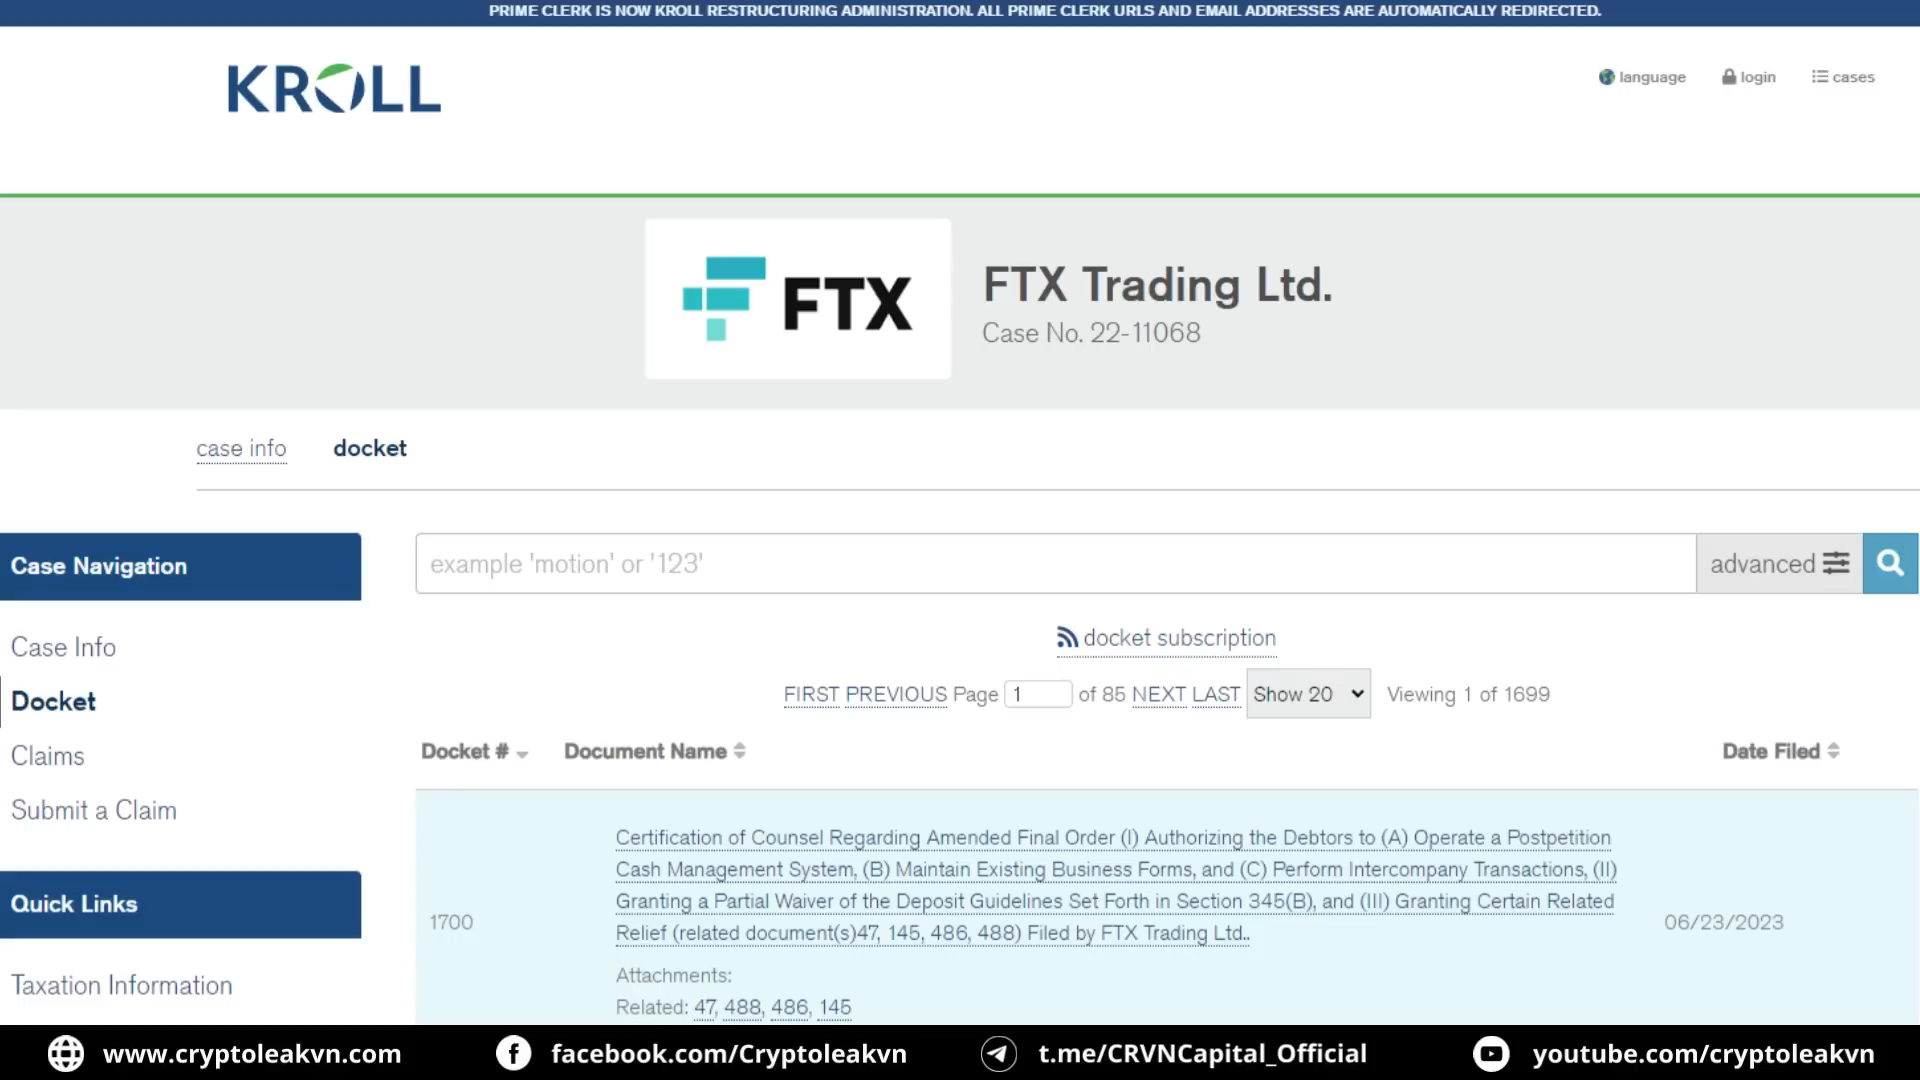 PRIME CLERK IS NOW KROLL RESTRUCTURING ADMINISTRATION. ALL PRIME CLERK URLS AND EMAIL ADDRESSES ARE AUTOMATICALLY REDIRECTED.
KROLL
language login cases
FTX
FTX Trading Ltd.
Case No. 22-11068
case info docket
Case Navigation
example 'motion' or '123'
advanced
Case Info
Docket
Claims
Submit a Claim
Quick Links
Taxation Information
docket subscription
FIRST PREVIOUS Page 1 of 85 NEXT LAST Show 20 Viewing 1 of 1699
Docket # Document Name Date Filed
1700
Certification of Counsel Regarding Amended Final Order (I) Authorizing the Debtors to (A) Operate a Postpetition
Cash Management System, (B) Maintain Existing Business Forms, and (C) Perform Intercompany Transactions, (II)
Granting a Partial Waiver of the Deposit Guidelines Set Forth in Section 345(B), and (III) Granting Certain Related
Relief (related document(s)47, 145, 486, 488) Filed by FTX Trading Ltd..
06/23/2023
Attachments:
Related: 47, 488, 486, 145
www.cryptoleakvn.com facebook.com/Cryptoleakvn t.me/CRVNCapital_Official youtube.com/cryptoleakvn